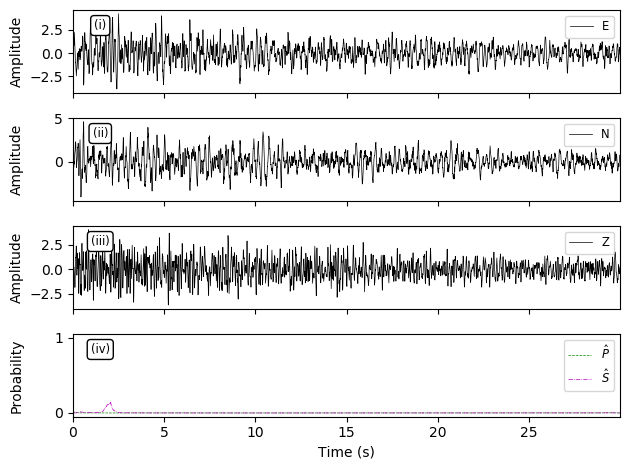 (i)
E
Amplitude
2.5
0.0
−2.5
(ii)
N
Amplitude
5
0
(iii)
Z
Amplitude
2.5
0.0
−2.5
(iv)
P̂
Ŝ
Probability
1
0
0 5 10 15 20 25
Time (s)